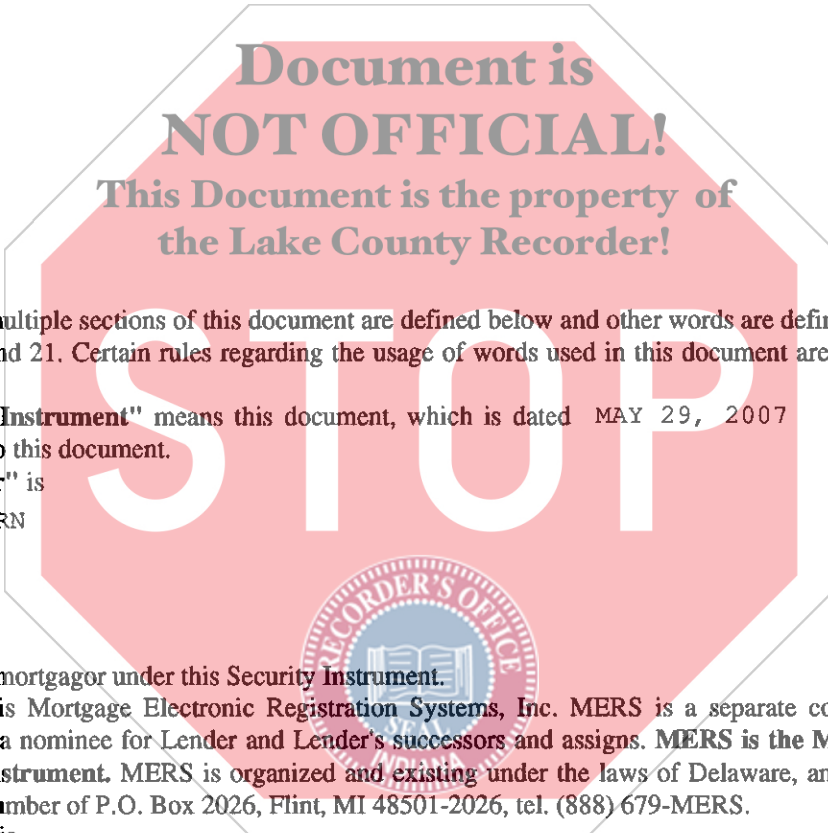 Document is
NOT OFFICIAL!
This Document is the property of
the Lake County Recorder!
ultiple sections of this document are defined below and other words are defin
nd 21. Certain rules regarding the usage of words used in this document are
Instrument" means this document, which is dated MAY 29, 2007
o this document.
r" is
RN
STOP
RECORDER'S OFFICE
SEAL
INDIANA
mortgagor under this Security Instrument.
is Mortgage Electronic Registration Systems, Inc. MERS is a separate co
a nominee for Lender and Lender's successors and assigns. MERS is the M
strument. MERS is organized and existing under the laws of Delaware, an
mber of P.O. Box 2026, Flint, MI 48501-2026, tel. (888) 679-MERS.
is